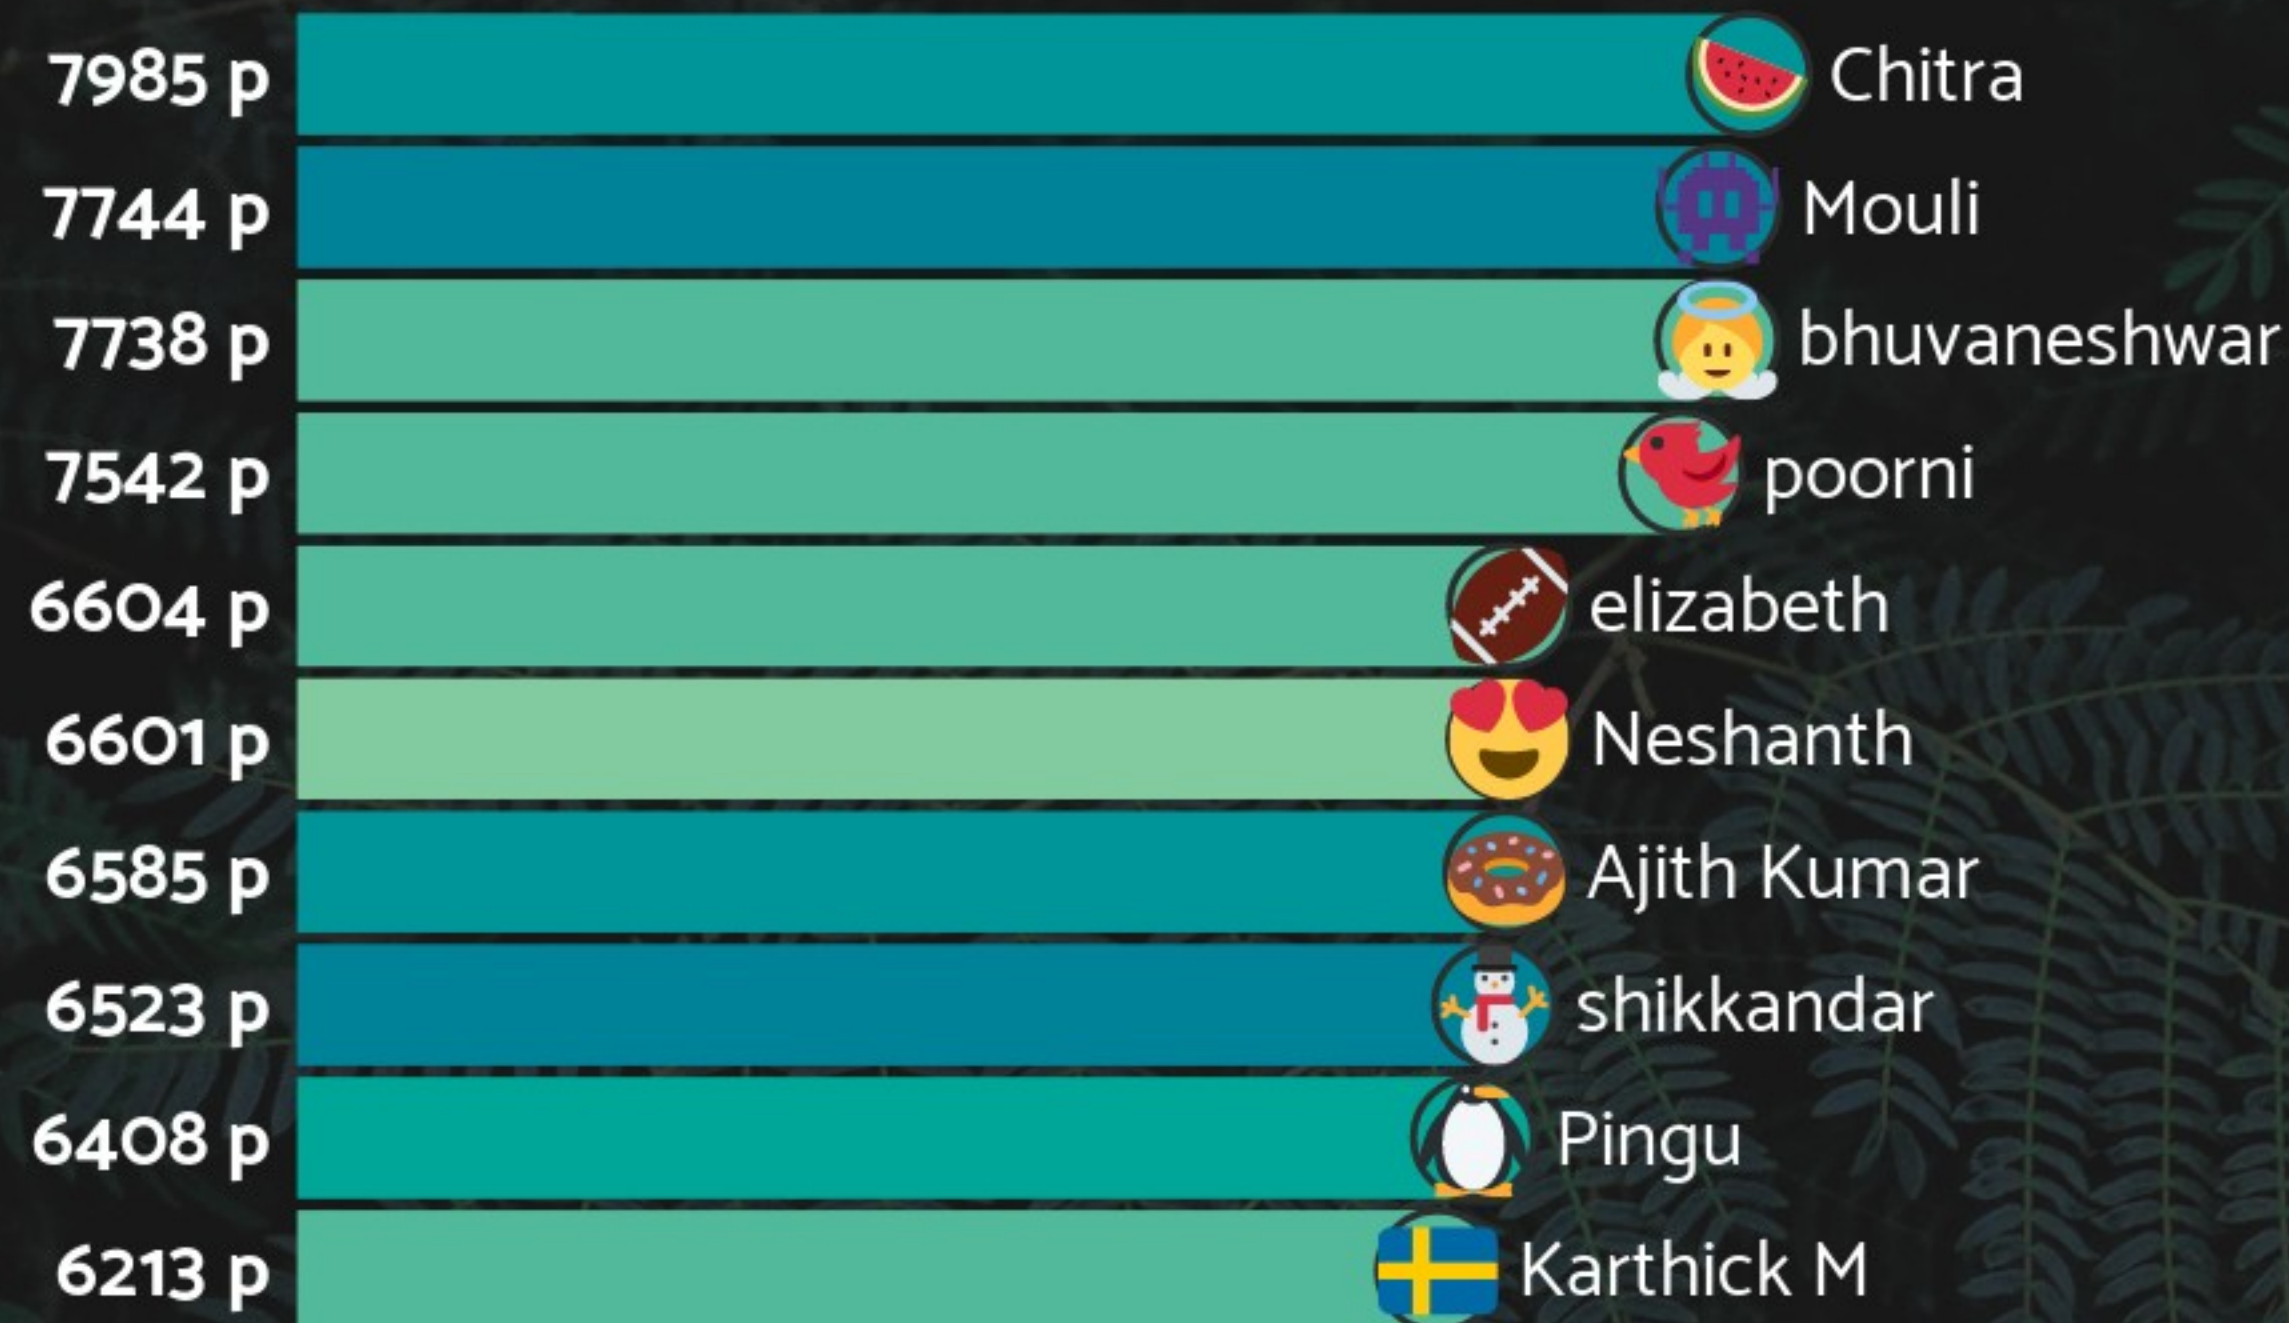 7985 p Chitra
7744 p Mouli
7738 p bhuvaneshwar
7542 p poorni
6604 p elizabeth
6601 p Neshanth
6585 p Ajith Kumar
6523 p shikkandar
6408 p Pingu
6213 p Karthick M